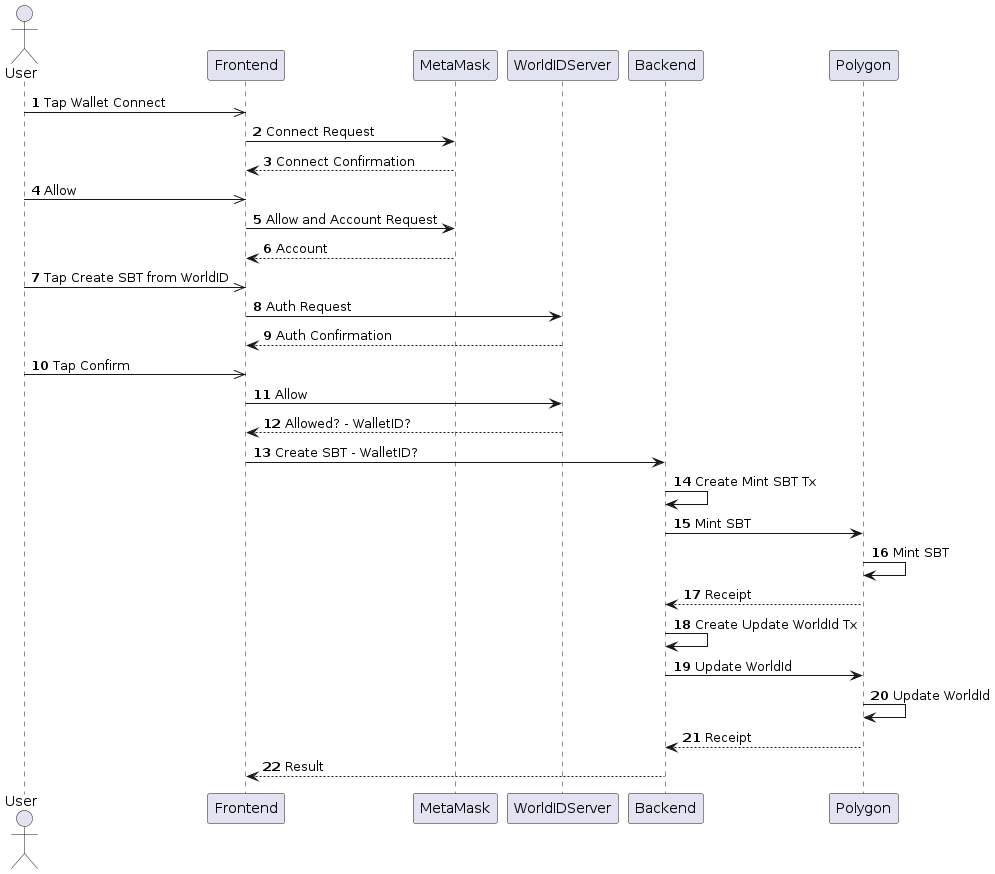 User
Frontend
MetaMask
WorldIDServer
Backend
Polygon
1 Tap Wallet Connect
2 Connect Request
3 Connect Confirmation
4 Allow
5 Allow and Account Request
6 Account
7 Tap Create SBT from WorldID
8 Auth Request
9 Auth Confirmation
10 Tap Confirm
11 Allow
12 Allowed? - WalletID?
13 Create SBT - WalletID?
14 Create Mint SBT Tx
15 Mint SBT
16 Mint SBT
17 Receipt
18 Create Update WorldId Tx
19 Update WorldId
20 Update WorldId
21 Receipt
22 Result
User
Frontend
MetaMask
WorldIDServer
Backend
Polygon